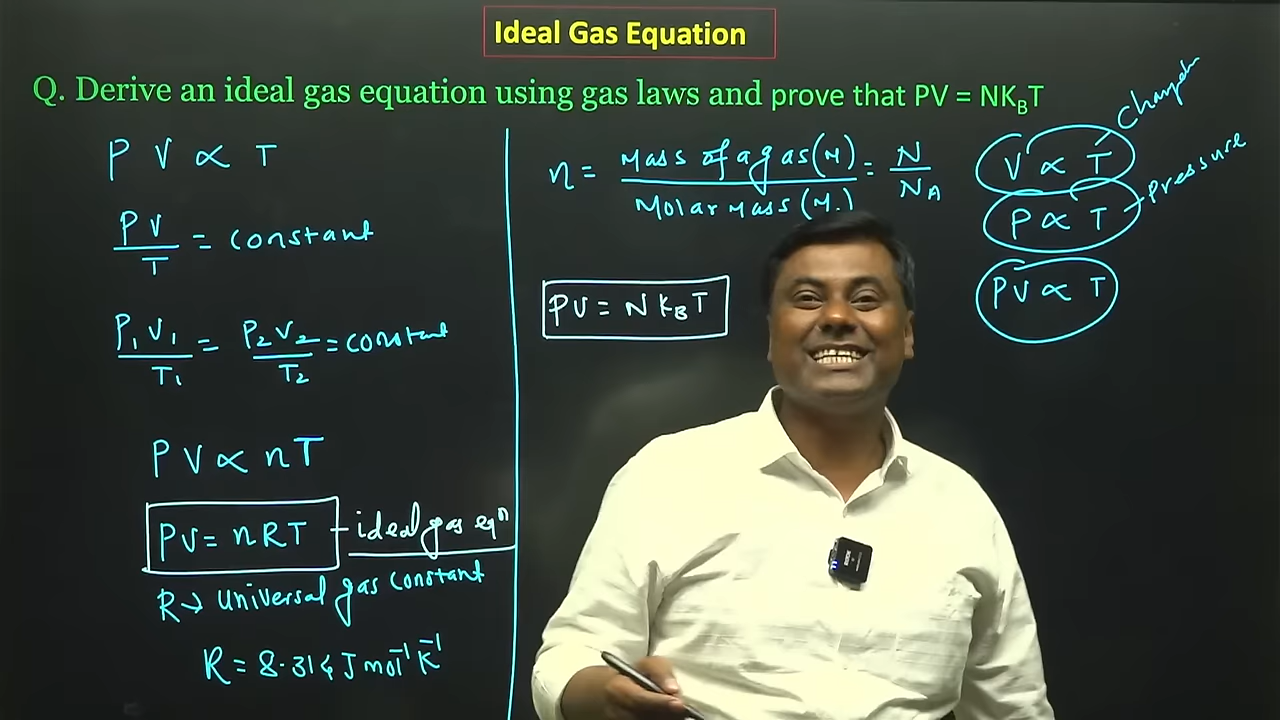 Ideal Gas Equation
Q. Derive an ideal gas equation using gas laws and prove that PV = NK_BT
P V ∝ T
PV/T = constant
P₁V₁/T₁ = P₂V₂/T₂ = constant
PV ∝ nT
PV = nRT - ideal gas eqⁿ
R → universal gas constant
R = 8.314 J mol⁻¹ K⁻¹
n = Mass of a gas (M) / Molar mass (M₀) = N/N_A
PV = N K_B T
V ∝ T
P ∝ T - Pressure
PV ∝ T